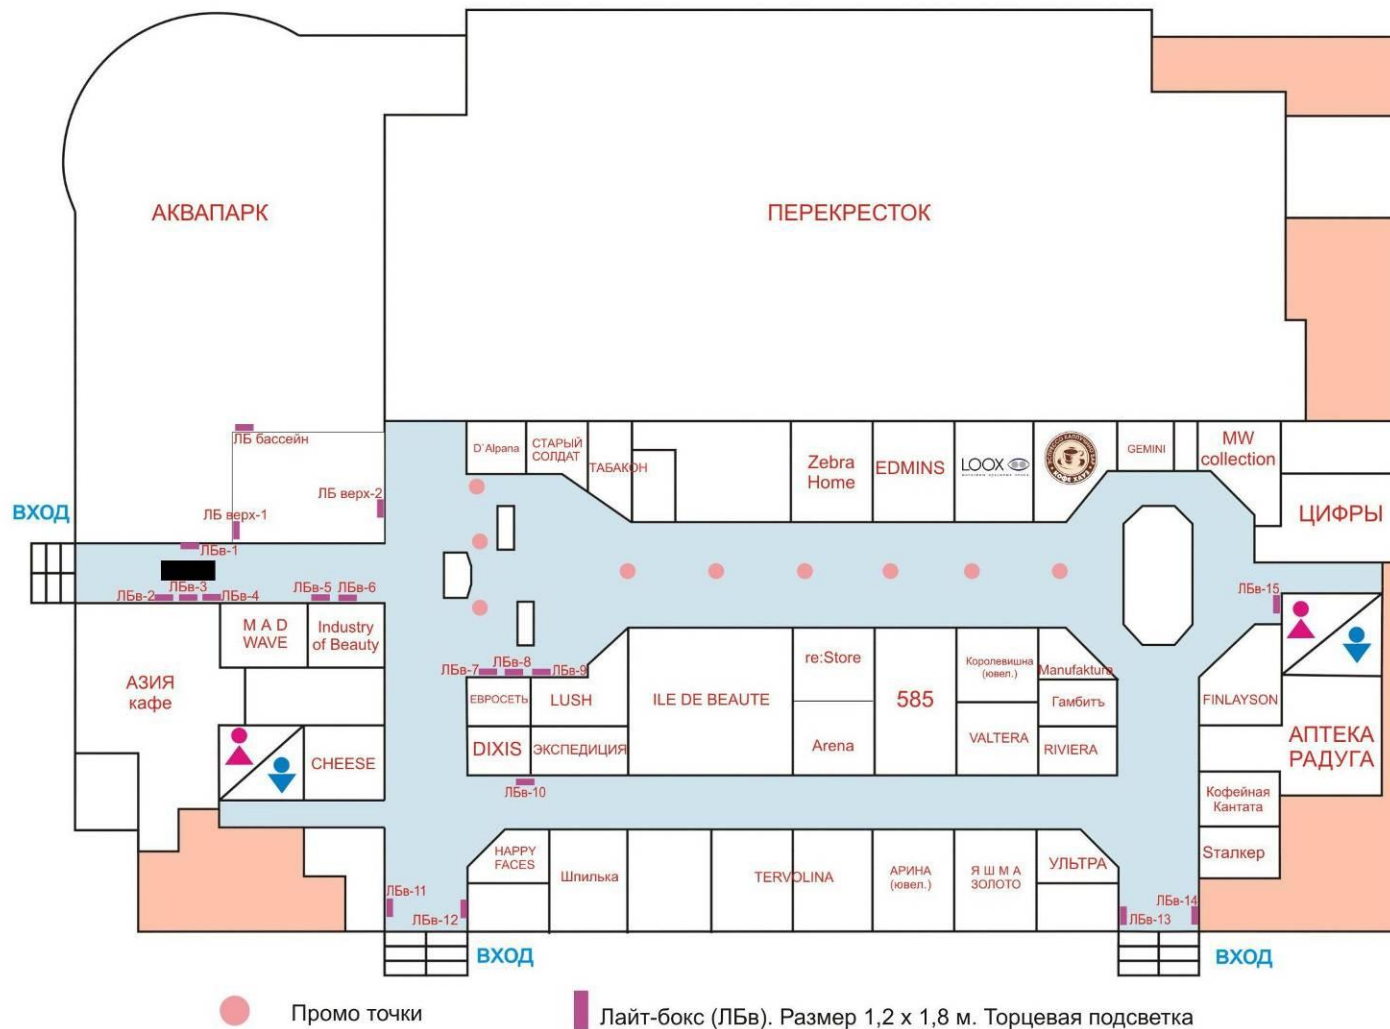 АКВАПАРК
ПЕРЕКРЕСТОК
ЛБ бассейн
D`Alpana
СТАРЫЙ
СОЛДАТ
ТАБАКОН
Zebra
Home
EDMINS
LOOX
GEMINI
MW
collection
ЛБ верх-2
ВХОД
ЛБ верх-1
ЦИФРЫ
ЛБв-1
ЛБв-2
ЛБв-3
ЛБв-4
ЛБв-5
ЛБв-6
ЛБв-15
M A D
WAVE
Industry
of Beauty
АЗИЯ
кафе
ЛБв-7
ЛБв-8
ЛБв-9
ЕВРОСЕТЬ
LUSH
ILE DE BEAUTE
re:Store
585
Королевишна
(ювел.)
Manufaktura
Гамбитъ
FINLAYSON
DIXIS
ЭКСПЕДИЦИЯ
Arena
VALTERA
RIVIERA
АПТЕКА
РАДУГА
CHEESE
ЛБв-10
Кофейная
Кантата
HAPPY
FACES
Шпилька
TERVOLINA
АРИНА
(ювел.)
Я Ш М А
ЗОЛОТО
УЛЬТРА
Sталкер
ЛБв-11
ЛБв-12
ЛБв-13
ЛБв-14
ВХОД
ВХОД
Промо точки
Лайт-бокс (ЛБв). Размер 1,2 х 1,8 м. Торцевая подсветка